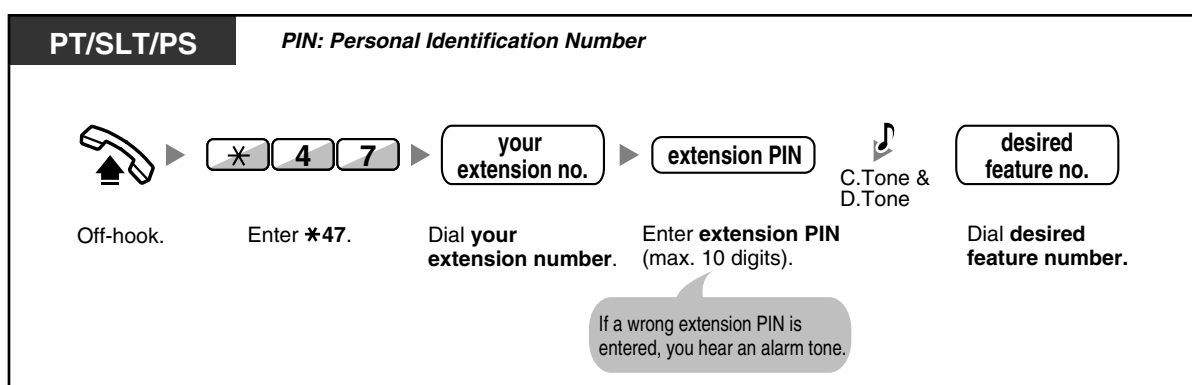 PT/SLT/PS
PIN: Personal Identification Number
* 4 7
your
extension no.
extension PIN
C.Tone &
D.Tone
desired
feature no.
Off-hook.
Enter *47.
Dial your
extension number.
Enter extension PIN
(max. 10 digits).
Dial desired
feature number.
If a wrong extension PIN is
entered, you hear an alarm tone.